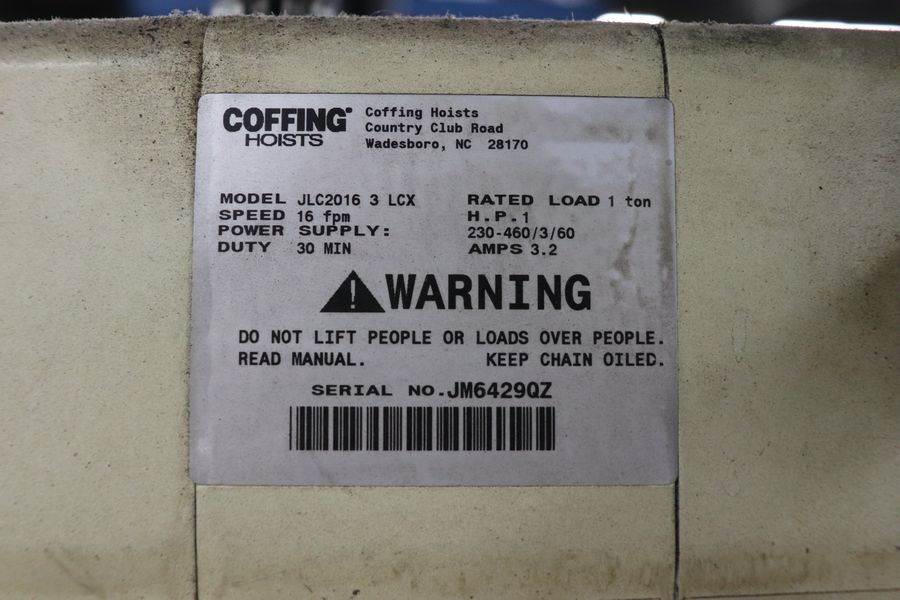 COFFING
HOISTS
Coffing Hoists
Country Club Road
Wadesboro, NC 28170
MODEL JLC2016 3 LCX RATED LOAD 1 ton
SPEED 16 fpm H.P. 1
POWER SUPPLY: 230-460/3/60
DUTY 30 MIN AMPS 3.2
WARNING
DO NOT LIFT PEOPLE OR LOADS OVER PEOPLE.
READ MANUAL. KEEP CHAIN OILED.
SERIAL NO. JM6429QZ